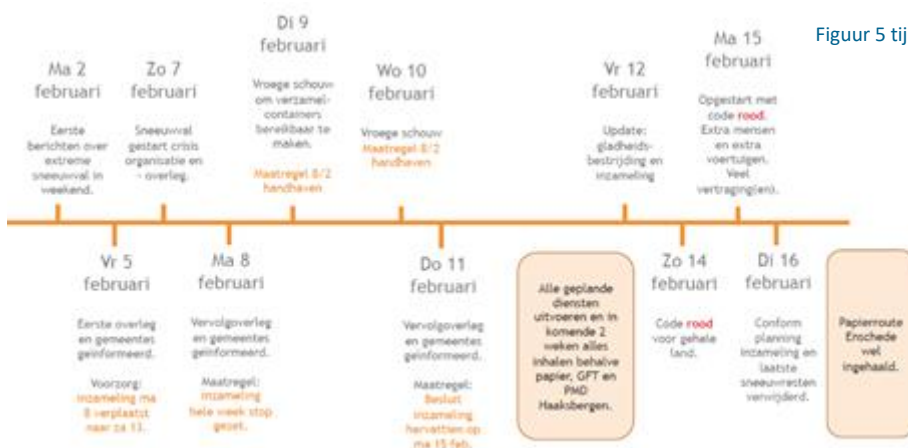 Figuur 5 tij
Ma 2
februari
Eerste
berichten over
extreme
sneeuwval in
weekend.
Vr 5
februari
Eerste overleg
en gemeentes
geïnformeerd.
Voorzorg:
inzameling ma
8 verplaatst
naar za 13.
Zo 7
februari
Sneeuwval
gestart crisis
organisatie en
- overleg.
Ma 8
februari
Vervolgoverleg
en gemeentes
geïnformeerd.
Maatregel:
inzameling
hele week stop
gezet.
Di 9
februari
Vroege schouw
om verzamel-
containers
bereikbaar te
maken.
Maatregel 8/2
handhaven
Wo 10
februari
Vroege schouw
Maatregel 8/2
handhaven
Do 11
februari
Vervolgoverleg
en gemeentes
geïnformeerd.
Maatregel:
Besluit
inzameling
hervatten op
ma 15 feb.
Alle geplande
diensten
uitvoeren en in
komende 2
weken alles
inhalen behalve
papier, GFT en
PMD
Haaksbergen.
Vr 12
februari
Update:
gladheids-
bestrijding en
inzameling
Zo 14
februari
Code rood
voor gehele
land.
Ma 15
februari
Opgestart met
code rood.
Extra mensen
en extra
voertuigen.
Veel
vertraging(en).
Di 16
februari
Conform
planning
inzameling en
laatste
sneeuwresten
verwijderd.
Papierroute
Enschede
wel
ingehaald.